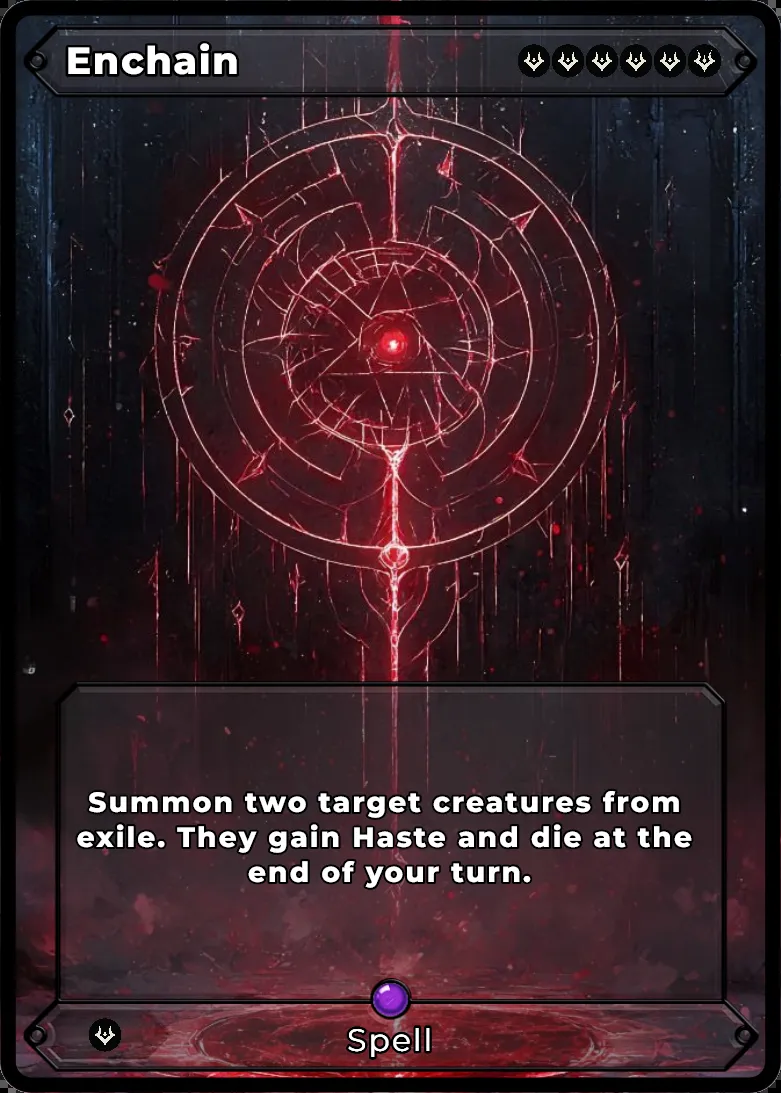 Enchain
Summon two target creatures from
exile. They gain Haste and die at the
end of your turn.
Spell